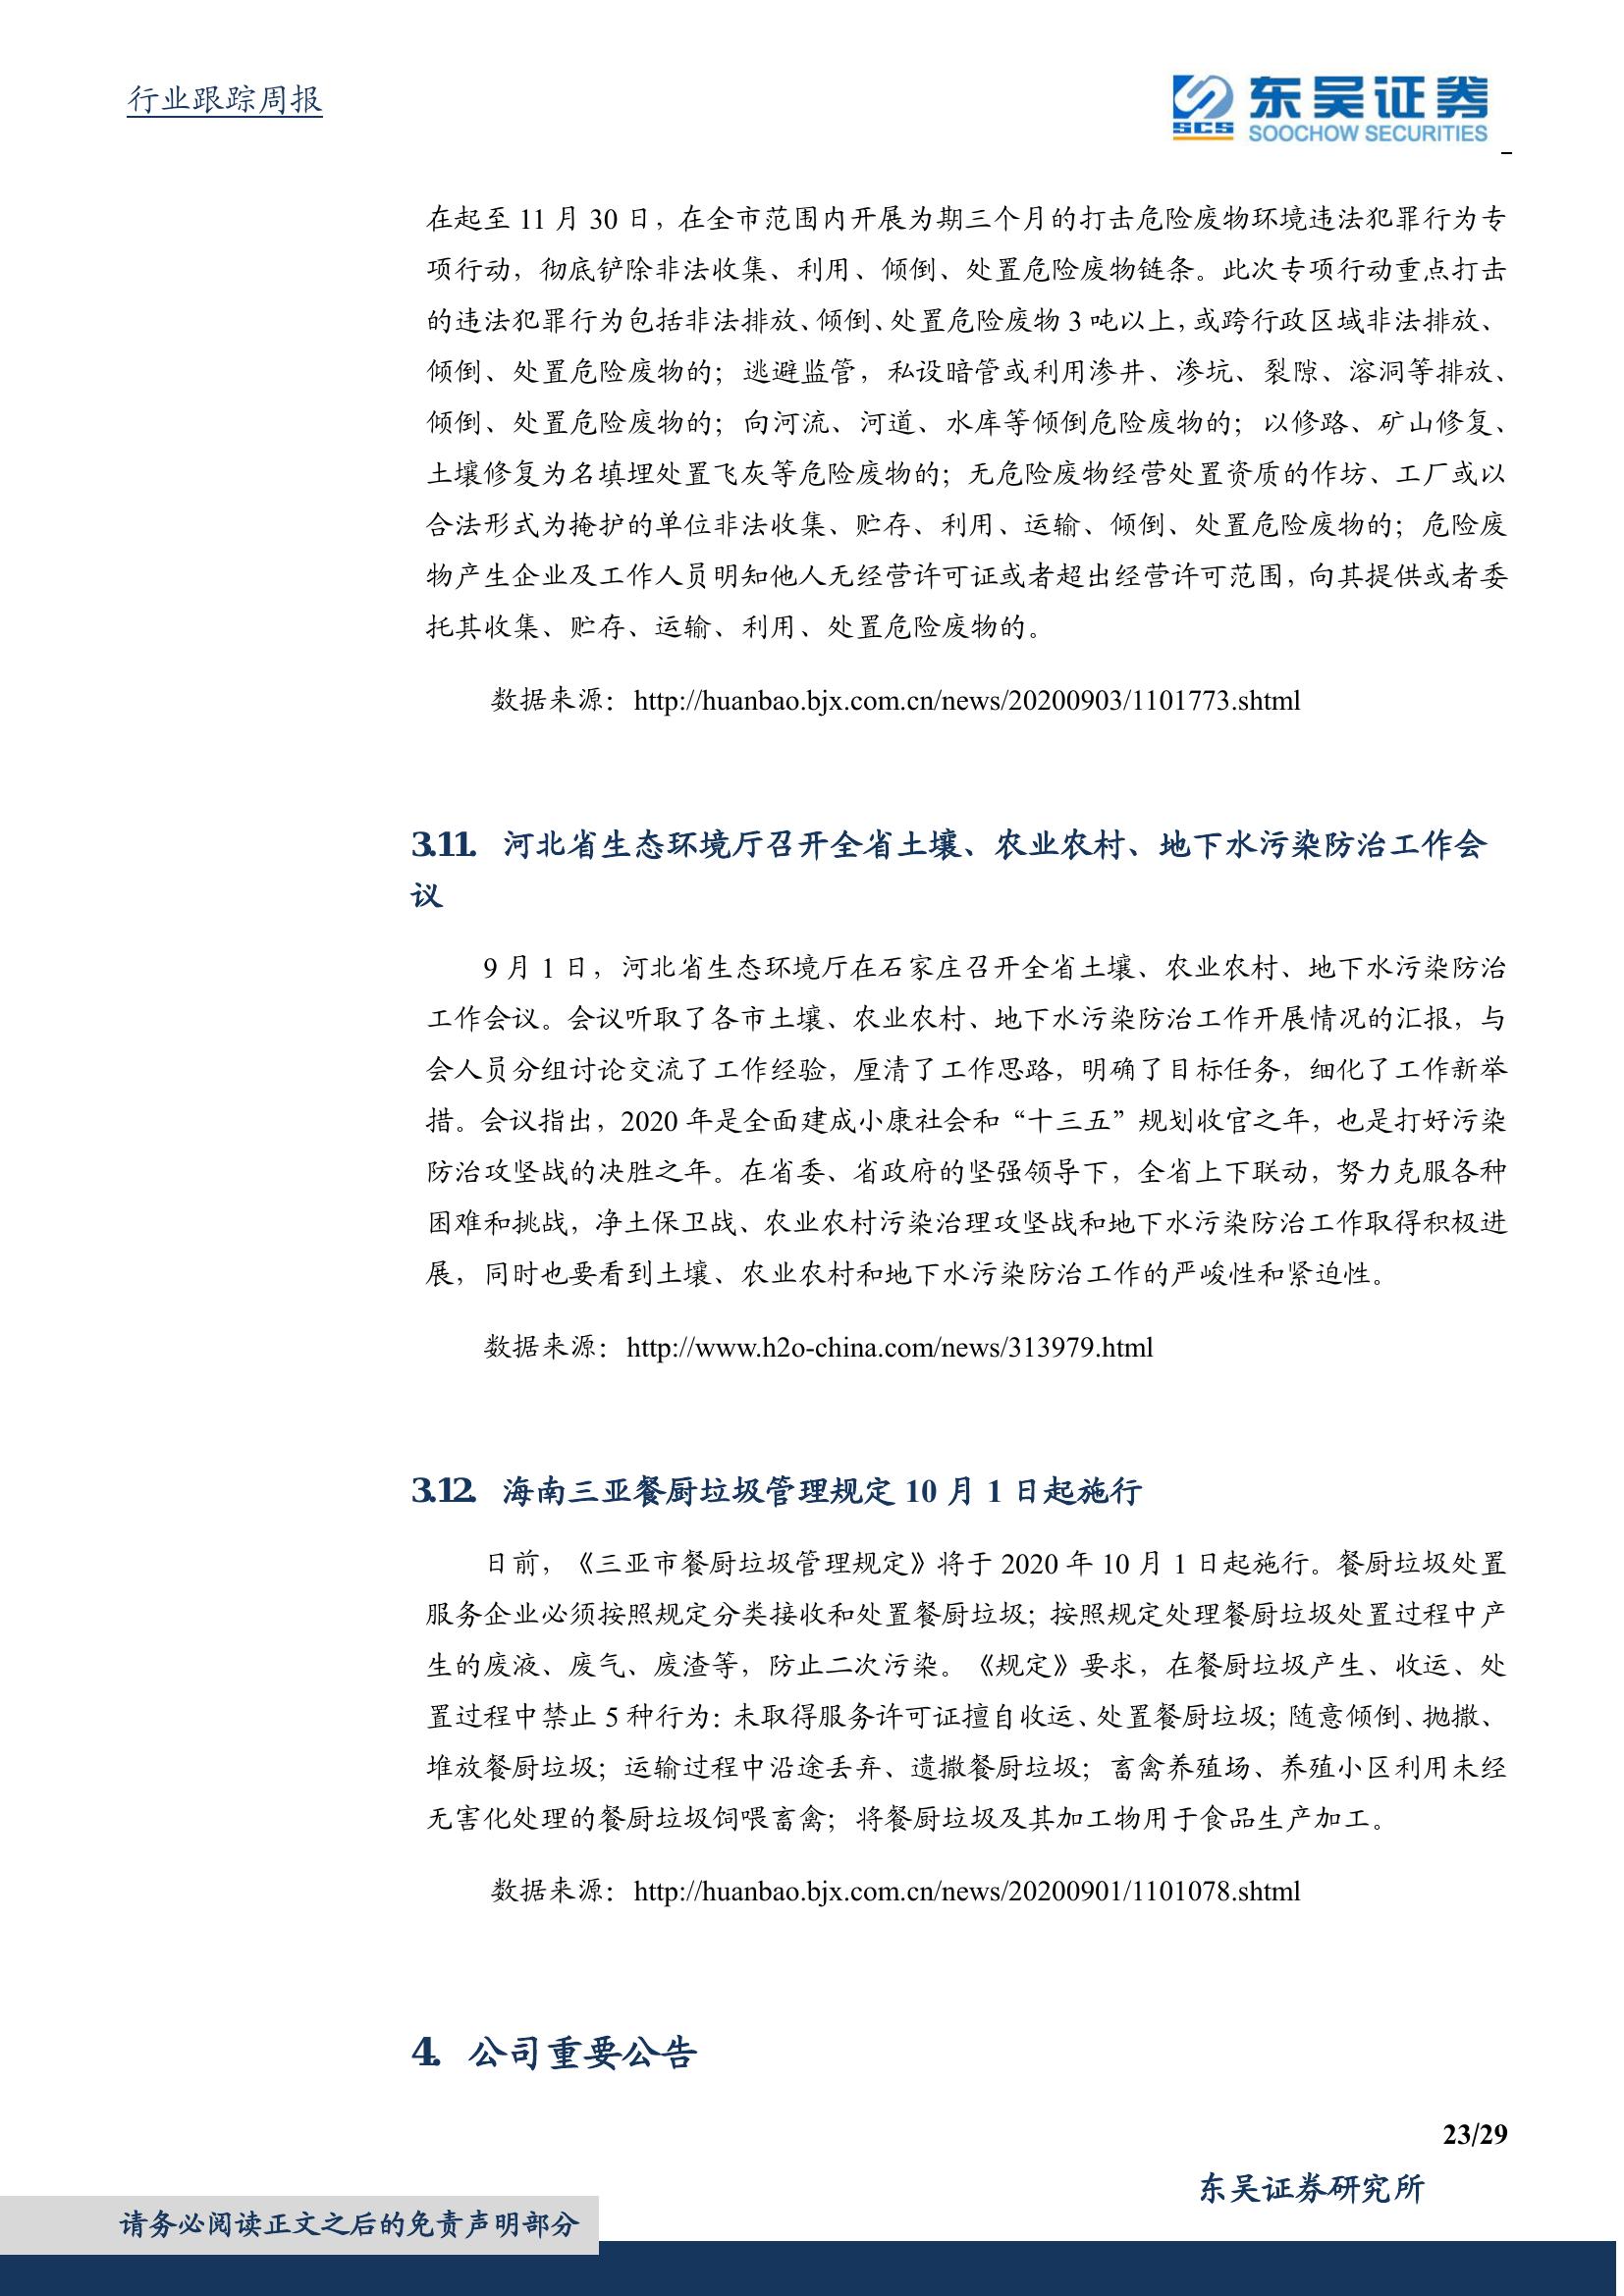 行业跟踪周报
SCS 东吴证券
SOOCHOW SECURITIES
在起至 11 月 30 日，在全市范围内开展为期三个月的打击危险废物环境违法犯罪行为专
项行动，彻底铲除非法收集、利用、倾倒、处置危险废物链条。此次专项行动重点打击
的违法犯罪行为包括非法排放、倾倒、处置危险废物 3 吨以上，或跨行政区域非法排放、
倾倒、处置危险废物的；逃避监管，私设暗管或利用渗井、渗坑、裂隙、溶洞等排放、
倾倒、处置危险废物的；向河流、河道、水库等倾倒危险废物的；以修路、矿山修复、
土壤修复为名填埋处置飞灰等危险废物的；无危险废物经营处置资质的作坊、工厂或以
合法形式为掩护的单位非法收集、贮存、利用、运输、倾倒、处置危险废物的；危险废
物产生企业及工作人员明知他人无经营许可证或者超出经营许可范围，向其提供或者委
托其收集、贮存、运输、利用、处置危险废物的。
数据来源：http://huanbao.bjx.com.cn/news/20200903/1101773.shtml
3.11. 河北省生态环境厅召开全省土壤、农业农村、地下水污染防治工作会
议
9 月 1 日，河北省生态环境厅在石家庄召开全省土壤、农业农村、地下水污染防治
工作会议。会议听取了各市土壤、农业农村、地下水污染防治工作开展情况的汇报，与
会人员分组讨论交流了工作经验，厘清了工作思路，明确了目标任务，细化了工作新举
措。会议指出，2020 年是全面建成小康社会和“十三五”规划收官之年，也是打好污染
防治攻坚战的决胜之年。在省委、省政府的坚强领导下，全省上下联动，努力克服各种
困难和挑战，净土保卫战、农业农村污染治理攻坚战和地下水污染防治工作取得积极进
展，同时也要看到土壤、农业农村和地下水污染防治工作的严峻性和紧迫性。
数据来源：http://www.h2o-china.com/news/313979.html
3.12. 海南三亚餐厨垃圾管理规定 10 月 1 日起施行
日前，《三亚市餐厨垃圾管理规定》将于 2020 年 10 月 1 日起施行。餐厨垃圾处置
服务企业必须按照规定分类接收和处置餐厨垃圾；按照规定处理餐厨垃圾处置过程中产
生的废液、废气、废渣等，防止二次污染。《规定》要求，在餐厨垃圾产生、收运、处
置过程中禁止 5 种行为：未取得服务许可证擅自收运、处置餐厨垃圾；随意倾倒、抛撒、
堆放餐厨垃圾；运输过程中沿途丢弃、遗撒餐厨垃圾；畜禽养殖场、养殖小区利用未经
无害化处理的餐厨垃圾饲喂畜禽；将餐厨垃圾及其加工物用于食品生产加工。
数据来源：http://huanbao.bjx.com.cn/news/20200901/1101078.shtml
4. 公司重要公告
23/29
东吴证券研究所
请务必阅读正文之后的免责声明部分